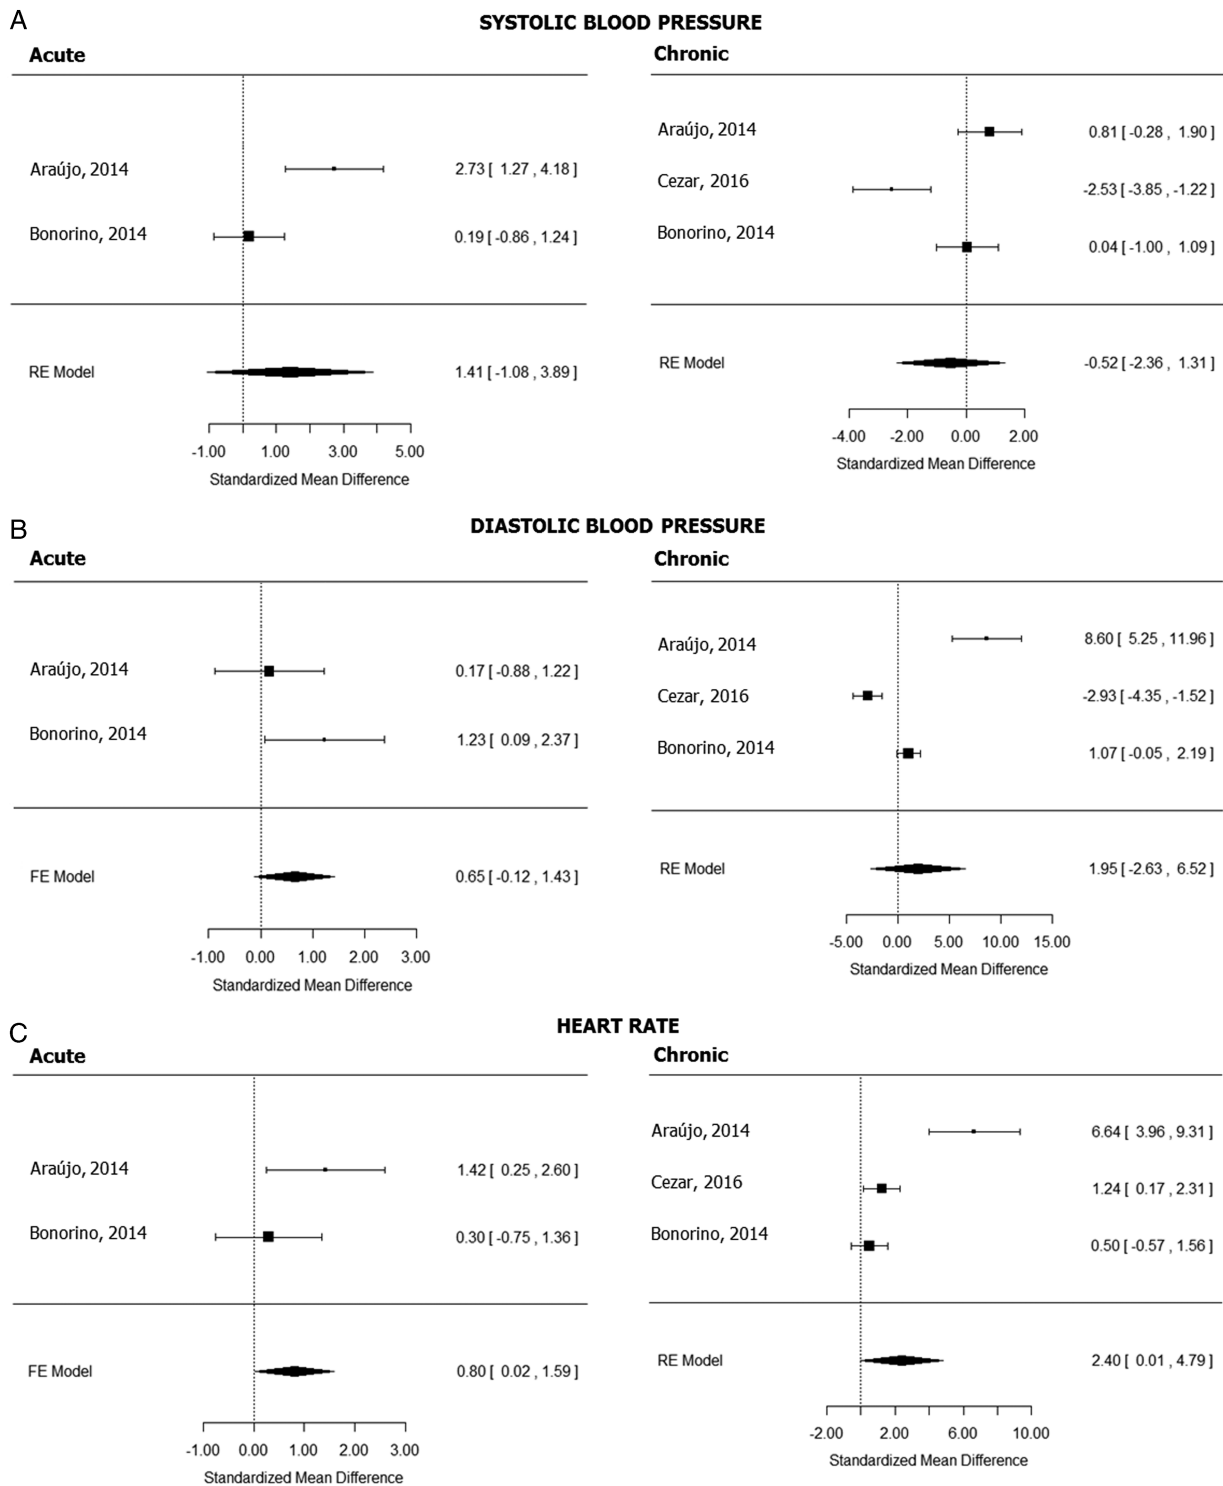 A
SYSTOLIC BLOOD PRESSURE
Acute
Araújo, 2014
2.73 [ 1.27 , 4.18 ]
Bonorino, 2014
0.19 [ -0.86 , 1.24 ]
RE Model
1.41 [ -1.08 , 3.89 ]
-1.00 1.00 3.00 5.00
Standardized Mean Difference
Chronic
Araújo, 2014
0.81 [ -0.28 , 1.90 ]
Cezar, 2016
-2.53 [ -3.85 , -1.22 ]
Bonorino, 2014
0.04 [ -1.00 , 1.09 ]
RE Model
-0.52 [ -2.36 , 1.31 ]
-4.00 -2.00 0.00 2.00
Standardized Mean Difference
B
DIASTOLIC BLOOD PRESSURE
Acute
Araújo, 2014
0.17 [ -0.88 , 1.22 ]
Bonorino, 2014
1.23 [ 0.09 , 2.37 ]
FE Model
0.65 [ -0.12 , 1.43 ]
-1.00 0.00 1.00 2.00 3.00
Standardized Mean Difference
Chronic
Araújo, 2014
8.60 [ 5.25 , 11.96 ]
Cezar, 2016
-2.93 [ -4.35 , -1.52 ]
Bonorino, 2014
1.07 [ -0.05 , 2.19 ]
RE Model
1.95 [ -2.63 , 6.52 ]
-5.00 0.00 5.00 10.00 15.00
Standardized Mean Difference
C
HEART RATE
Acute
Araújo, 2014
1.42 [ 0.25 , 2.60 ]
Bonorino, 2014
0.30 [ -0.75 , 1.36 ]
FE Model
0.80 [ 0.02 , 1.59 ]
-1.00 0.00 1.00 2.00 3.00
Standardized Mean Difference
Chronic
Araújo, 2014
6.64 [ 3.96 , 9.31 ]
Cezar, 2016
1.24 [ 0.17 , 2.31 ]
Bonorino, 2014
0.50 [ -0.57 , 1.56 ]
RE Model
2.40 [ 0.01 , 4.79 ]
-2.00 2.00 6.00 10.00
Standardized Mean Difference